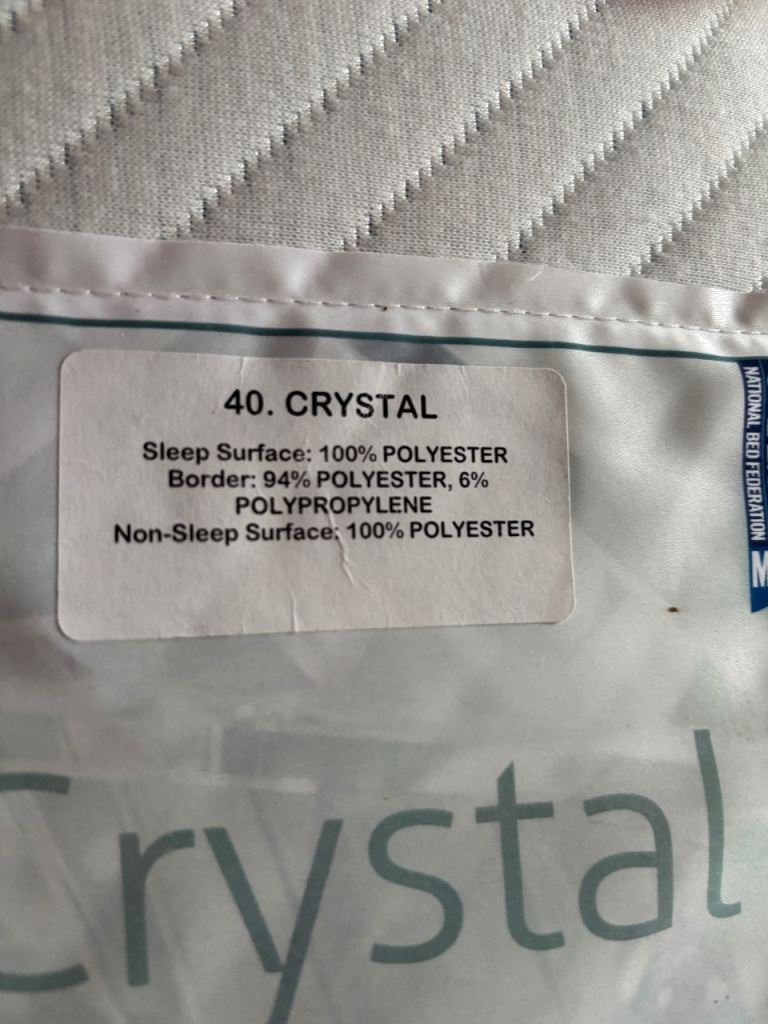 40. CRYSTAL
Sleep Surface: 100% POLYESTER
Border: 94% POLYESTER, 6%
POLYPROPYLENE
Non-Sleep Surface: 100% POLYESTER
NATIONAL BED FEDERATION
M
Crystal